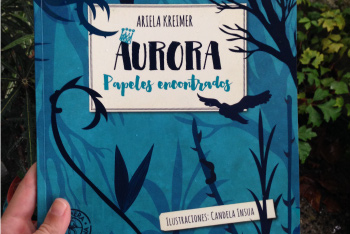 ARIELA KREIMER
AURORA
Papeles encontrados
ILUSTRACIONES: CANDELA INSUA